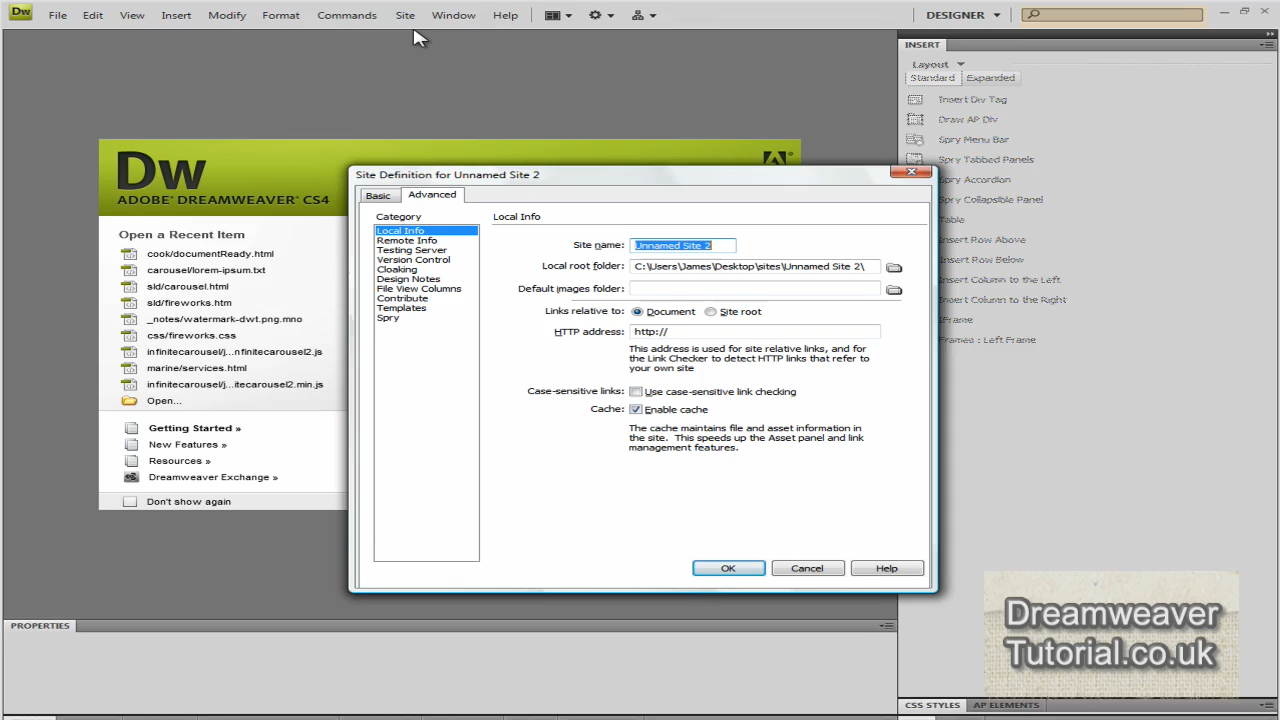 Dw File Edit View Insert Modify Format Commands Site Window Help DESIGNER
INSERT
Layout
Standard Expanded
Insert Div Tag
Draw AP Div
Spry Menu Bar
Spry Tabbed Panels
Spry Accordion
Spry Collapsible Panel
Table
Insert Row Above
Insert Row Below
Insert Column to the Left
Insert Column to the Right
IFrame
Frames : Left Frame
Dw
ADOBE® DREAMWEAVER® CS4
Open a Recent Item
cook/documentReady.html
carousel/lorem-ipsum.txt
sld/carousel.html
sld/fireworks.htm
_notes/watermark-dwt.png.mno
css/fireworks.css
infinitecarousel/j...nfinitecarousel2.js
marine/services.html
infinitecarousel/j...itecarousel2.min.js
Open...
Getting Started »
New Features »
Resources »
Dreamweaver Exchange »
Don't show again
Site Definition for Unnamed Site 2
Basic Advanced
Category
Local Info
Remote Info
Testing Server
Version Control
Cloaking
Design Notes
File View Columns
Contribute
Templates
Spry
Local Info
Site name: Unnamed Site 2
Local root folder: C:\Users\James\Desktop\sites\Unnamed Site 2\
Default images folder:
Links relative to: Document Site root
HTTP address: http://
This address is used for site relative links, and for
the Link Checker to detect HTTP links that refer to
your own site
Case-sensitive links: Use case-sensitive link checking
Cache: Enable cache
The cache maintains file and asset information in
the site. This speeds up the Asset panel and link
management features.
OK Cancel Help
PROPERTIES
Dreamweaver
Tutorial.co.uk
CSS STYLES AP ELEMENTS